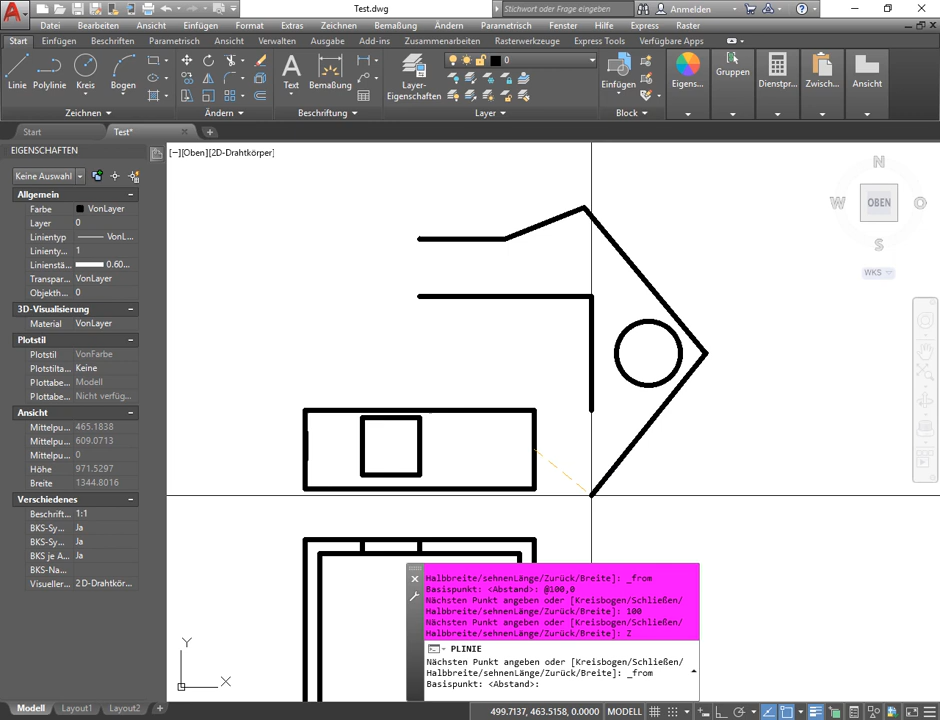 Test.dwg
Stichwort oder
Anmelden
Datei Bearbeiten Ansicht Einfügen Format Extras Zeichnen Bemaßung Ändern Parametrisch Fenster Hilfe Express Raster
Start Einfügen Beschriften Parametrisch Ansicht Verwalten Ausgabe Add-ins Zusammenarbeiten Rasterwerkzeuge Express Tools Verfügbare Apps
0
Linie Polylinie Kreis Bogen Text Bemaßung Layer-Eigenschaften Einfügen Eigens... Gruppen Dienstpr... Zwisch... Ansicht
Zeichnen Ändern Beschriftung Layer Block
Start Test*
EIGENSCHAFTEN
[−][Oben][2D-Drahtkörper]
Keine Auswahl
Allgemein
Farbe VonLayer
Layer 0
Linientyp VonL...
Linienty... 1
Linienstä... 0.60...
Transpar... VonLayer
Objekth... 0
3D-Visualisierung
Material VonLayer
Plotstil
Plotstil VonFarbe
Plotstilta... Keine
Plottabe... Modell
Plottabe... Nicht verfüg...
Ansicht
Mittelpu... 465.1838
Mittelpu... 609.0713
Mittelpu... 0
Höhe 971.5297
Breite 1344.8016
Verschiedenes
Beschrift... 1:1
BKS-Sy... Ja
BKS-Sy... Ja
BKS je A... Ja
BKS-Na...
Visueller... 2D-Drahtkör...
N
W OBEN O
S
WKS
Y
X
Halbbreite/sehnenLänge/Zurück/Breite]: _from
Basispunkt: <Abstand>: @100,0
Nächsten Punkt angeben oder [Kreisbogen/Schließen/
Halbbreite/sehnenLänge/Zurück/Breite]: 100
Nächsten Punkt angeben oder [Kreisbogen/Schließen/
Halbbreite/sehnenLänge/Zurück/Breite]: Z
PLINIE
Nächsten Punkt angeben oder [Kreisbogen/Schließen/
Halbbreite/sehnenLänge/Zurück/Breite]: _from
Basispunkt: <Abstand>:
Modell Layout1 Layout2 +
499.7137, 463.5158, 0.0000 MODELL